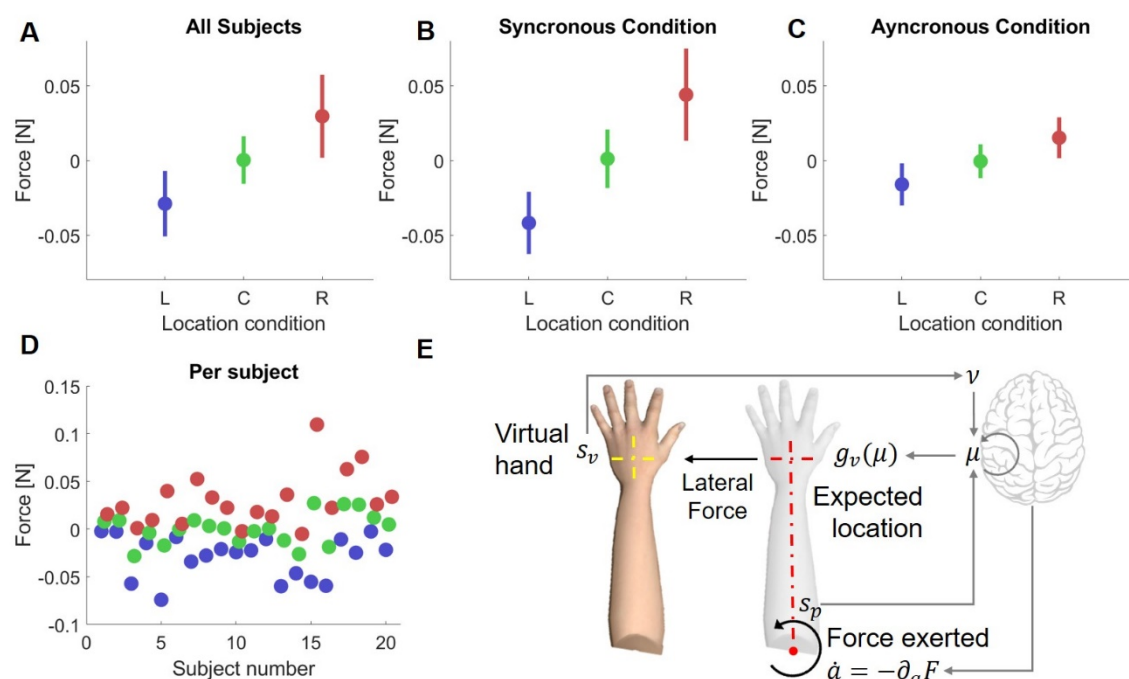 A
All Subjects
Force [N]
0.05
0
-0.05
L C R
Location condition
B
Syncronous Condition
Force [N]
0.05
0
-0.05
L C R
Location condition
C
Ayncronous Condition
Force [N]
0.05
0
-0.05
L C R
Location condition
D
Per subject
Force [N]
0.15
0.1
0.05
0
-0.05
-0.1
0 5 10 15 20
Subject number
E
Virtual
hand
s_v
Lateral
Force
g_v(μ)
Expected
location
ν
μ
s_p
Force exerted
ȧ = −∂_aF